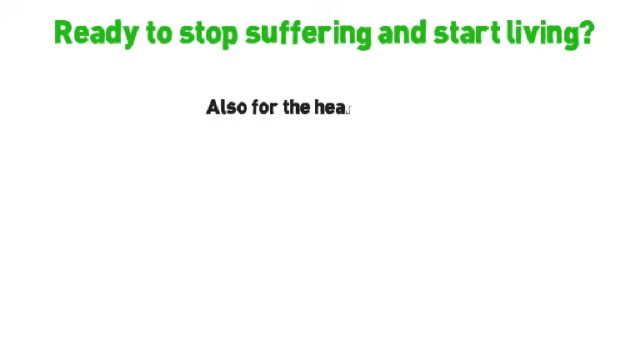 Ready to stop suffering and start living?
Also for the hea